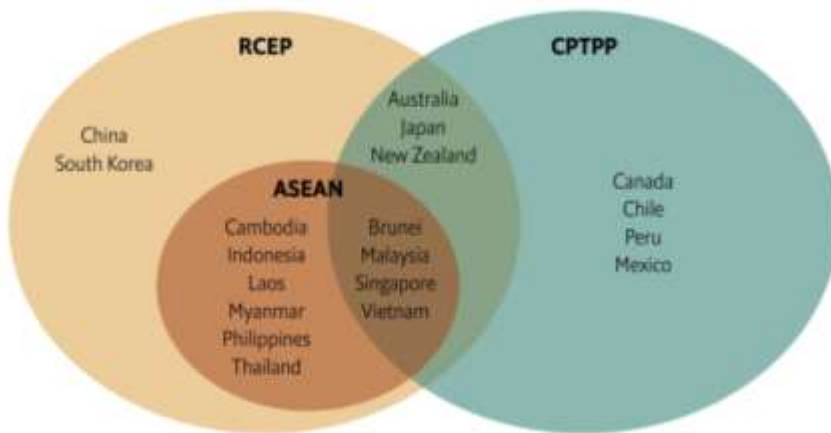 RCEP
CPTPP
China
South Korea
Australia
Japan
New Zealand
ASEAN
Cambodia
Indonesia
Laos
Myanmar
Philippines
Thailand
Brunei
Malaysia
Singapore
Vietnam
Canada
Chile
Peru
Mexico